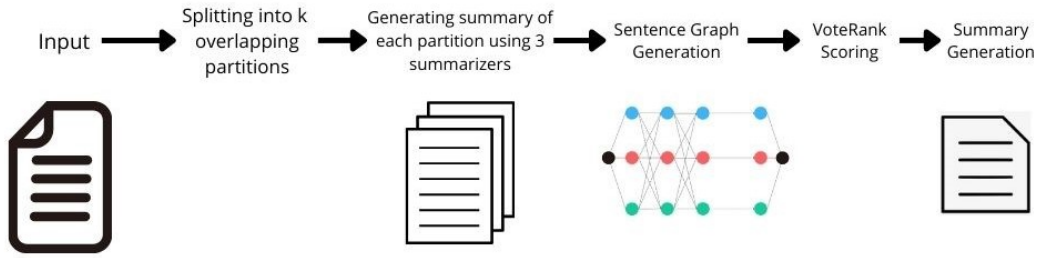 Input
Splitting into k
overlapping
partitions
Generating summary of
each partition using 3
summarizers
Sentence Graph
Generation
VoteRank
Scoring
Summary
Generation